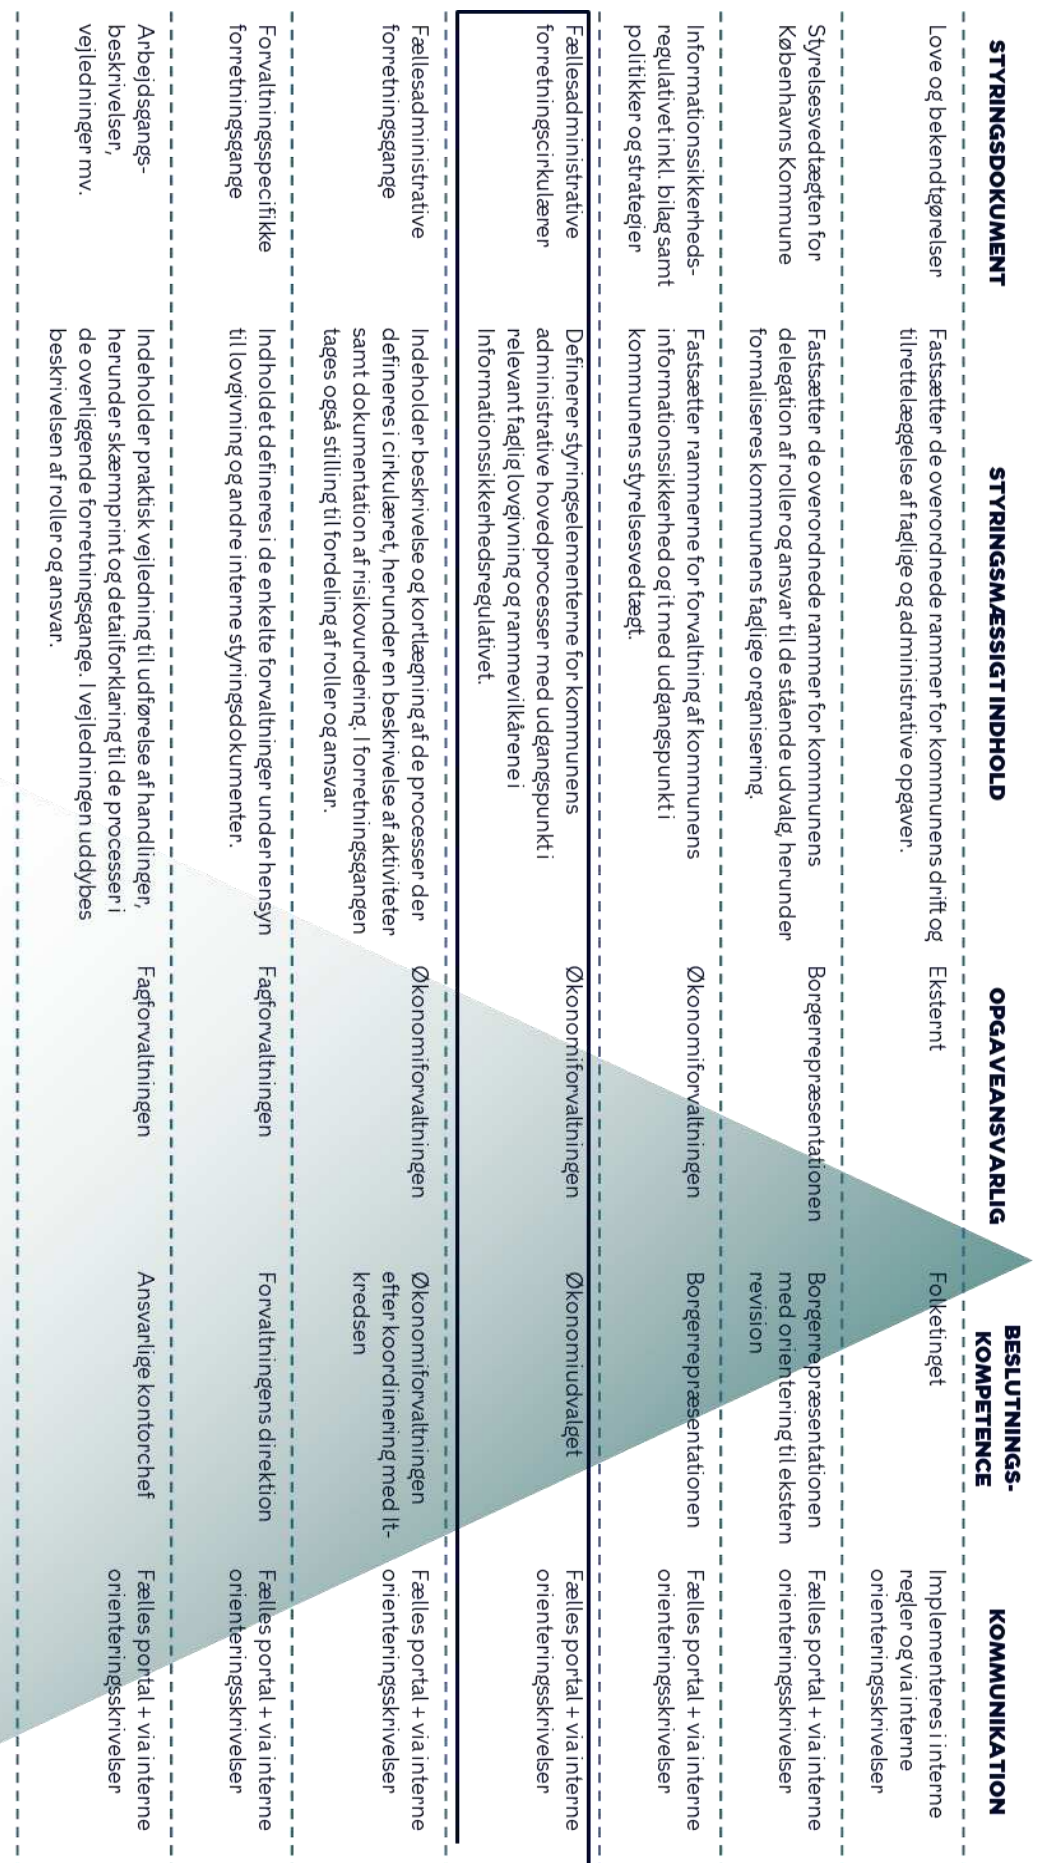 STYRINGSDOKUMENT
STYRINGSMÆSSIGT INDHOLD
OPGAVEANSVARLIG
BESLUTNINGS-
KOMPETENCE
KOMMUNIKATION
Love og bekendtgørelser
Fastsætter de overordnede rammer for kommunens drift og
tilrettelæggelse af faglige og administrative opgaver.
Eksternt
Folketinget
Implementeres i interne
regler og via interne
orienteringsskrivelser
Styrelsesvedtægten for
Københavns Kommune
Fastsætter de overordnede rammer for kommunens
delegation af roller og ansvar til de stående udvalg, herunder
formaliseres kommunens faglige organisering.
Borgerrepræsentationen
Borgerrepræsentationen
med orientering til ekstern
revision
Fælles portal + via interne
orienteringsskrivelser
Informationssikkerheds-
regulativet inkl. bilag samt
politikker og strategier
Fastsætter rammerne for forvaltning af kommunens
informationssikkerhed og it med udgangspunkt i
kommunens styrelsesvedtægt.
Økonomiforvaltningen
Borgerrepræsentationen
Fælles portal + via interne
orienteringsskrivelser
Fællesadministrative
forretningscirkulærer
Definerer styringselementerne for kommunens
administrative hovedprocesser med udgangspunkt i
relevant faglig lovgivning og rammevilkårene i
Informationssikkerhedsregulativet.
Økonomiforvaltningen
Økonomiudvalget
Fælles portal + via interne
orienteringsskrivelser
Fællesadministrative
forretningsgange
Indeholder beskrivelse og kortlægning af de processer der
defineres i cirkulæret, herunder en beskrivelse af aktiviteter
samt dokumentation af risikovurdering. I forretningsgangen
tages også stilling til fordeling af roller og ansvar.
Økonomiforvaltningen
Økonomiforvaltningen
efter koordinering med It-
kredsen
Fælles portal + via interne
orienteringsskrivelser
Forvaltningsspecifikke
forretningsgange
Indholdet defineres i de enkelte forvaltninger under hensyn
til lovgivning og andre interne styringsdokumenter.
Fagforvaltningen
Forvaltningens direktion
Fælles portal + via interne
orienteringsskrivelser
Arbejdsgangs-
beskrivelser,
vejledninger mv.
Indeholder praktisk vejledning til udførelse af handlinger,
herunder skærmprint og detailforklaring til de processer i
de overliggende forretningsgange. I vejledningen uddybes
beskrivelsen af roller og ansvar.
Fagforvaltningen
Ansvarlige kontorchef
Fælles portal + via interne
orienteringsskrivelser